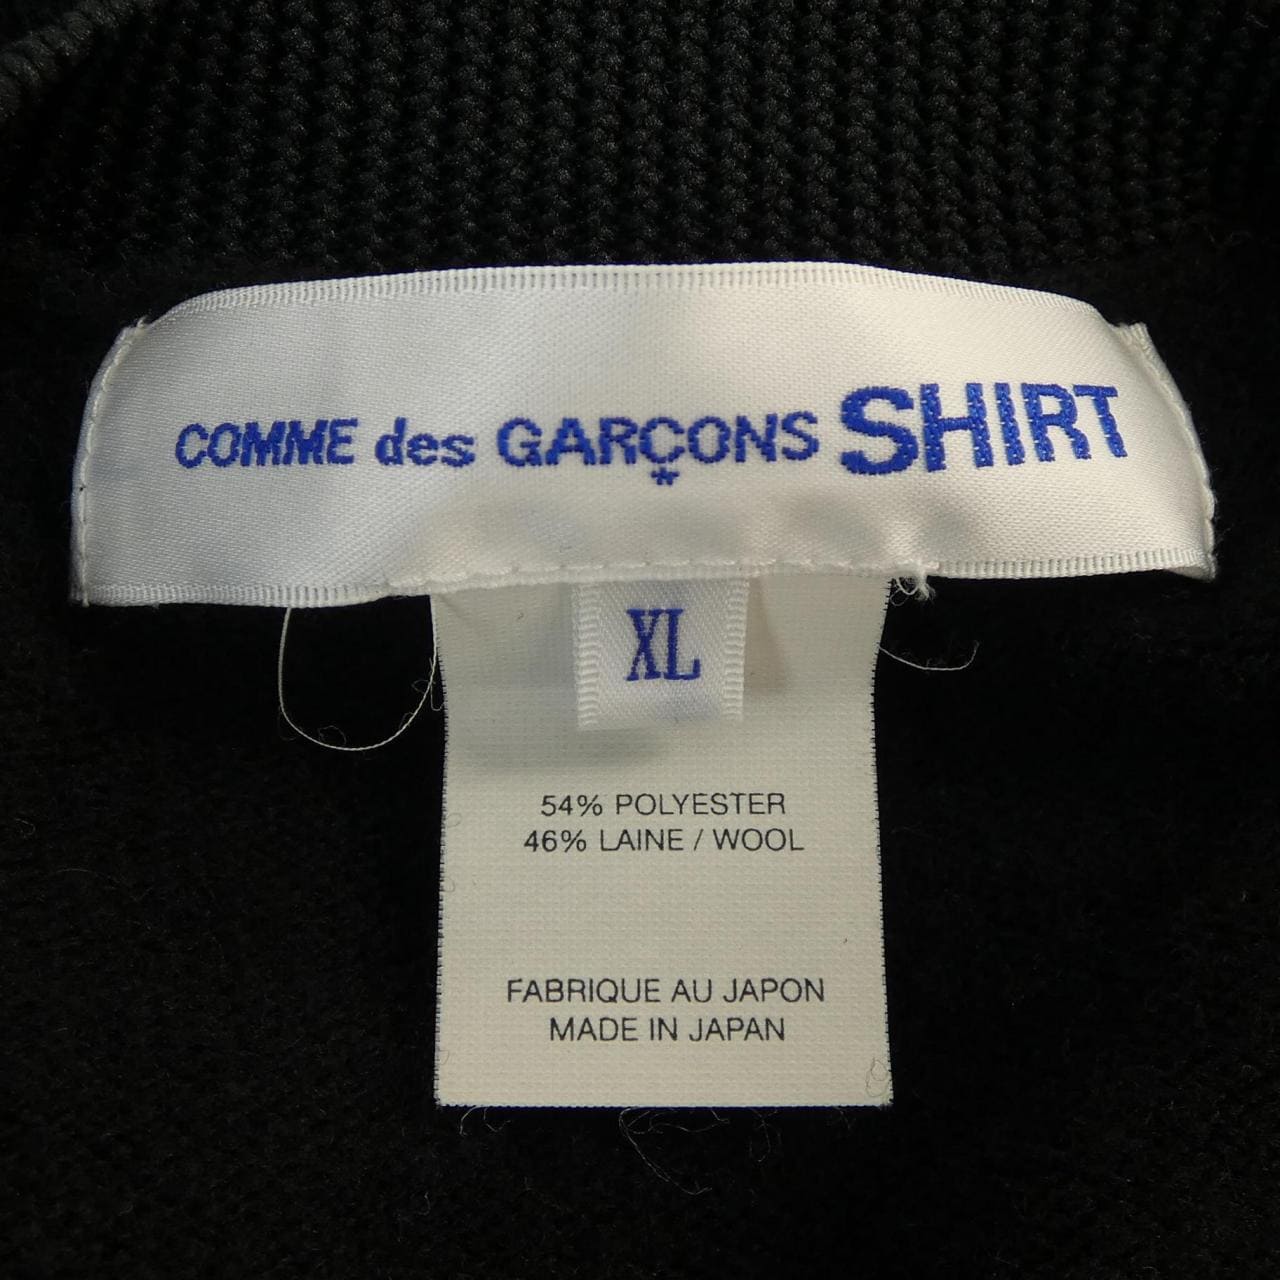 COMME des GARÇONS SHIRT
XL
54% POLYESTER
46% LAINE / WOOL
FABRIQUE AU JAPON
MADE IN JAPAN